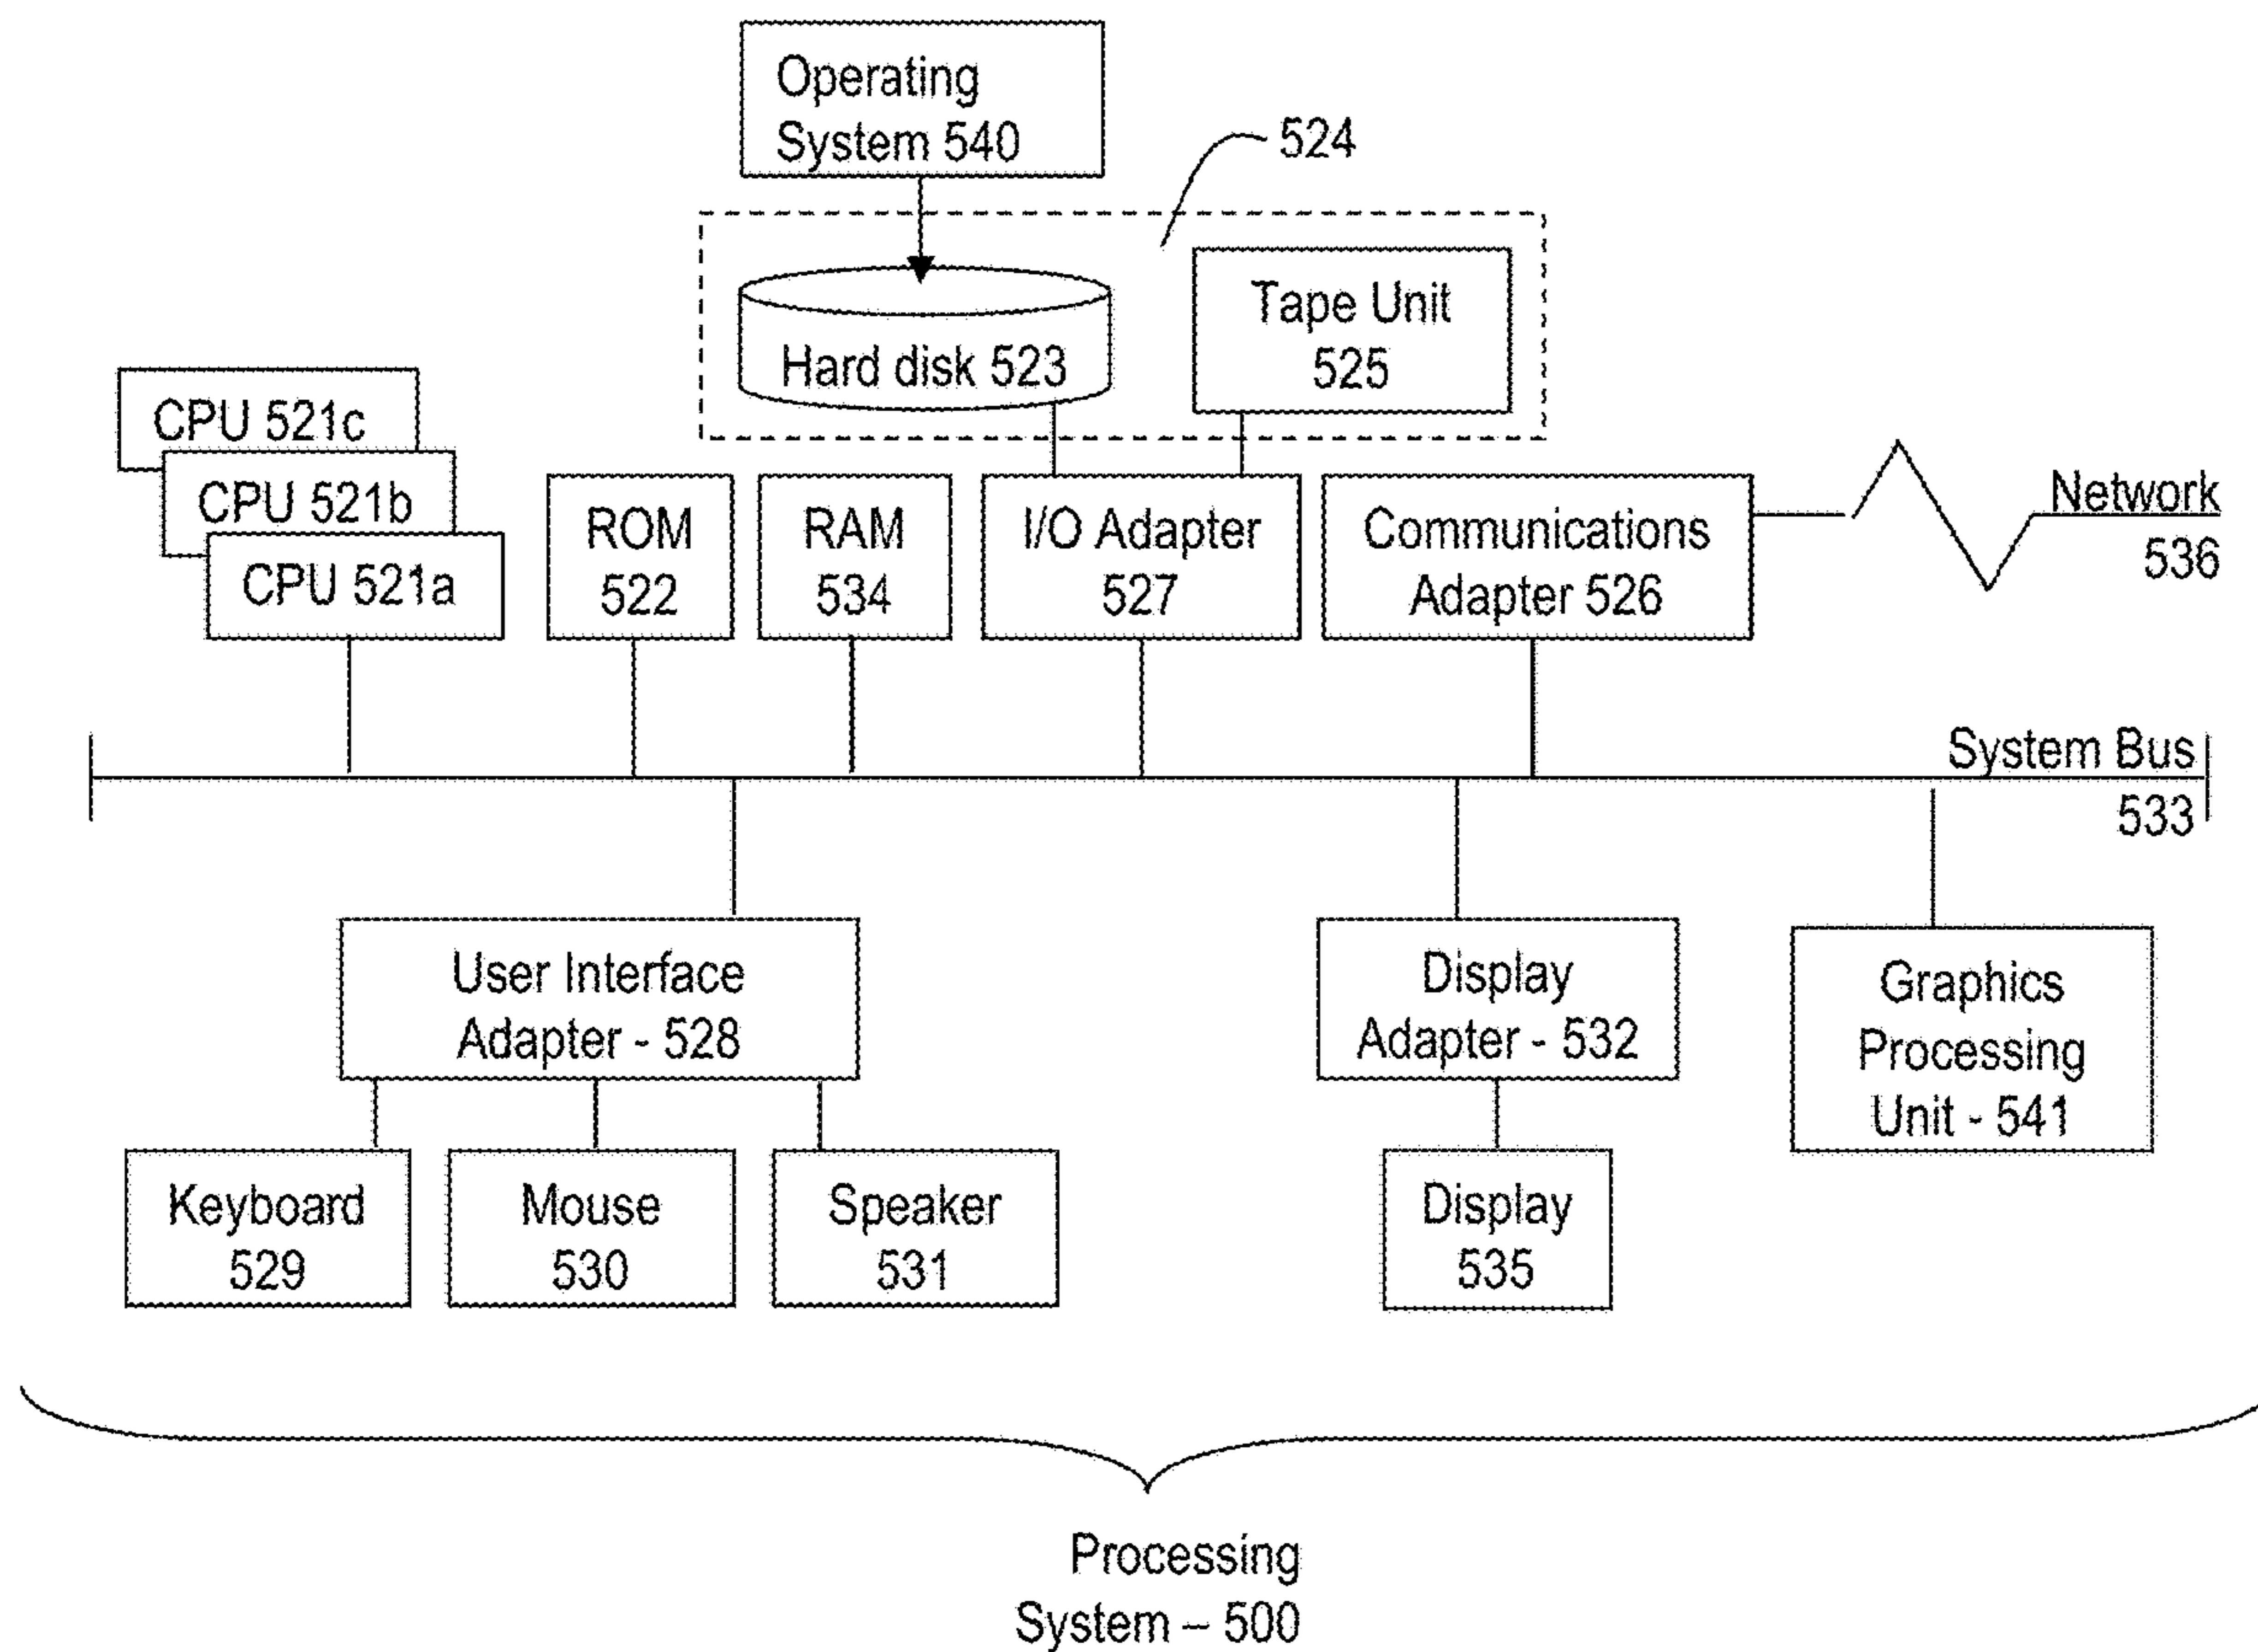 Operating
System 540
524
Hard disk 523
Tape Unit
525
CPU 521c
CPU 521b
CPU 521a
ROM
522
RAM
534
I/O Adapter
527
Communications
Adapter 526
Network
536
System Bus
533
User Interface
Adapter - 528
Display
Adapter - 532
Graphics
Processing
Unit - 541
Keyboard
529
Mouse
530
Speaker
531
Display
535
Processing
System – 500